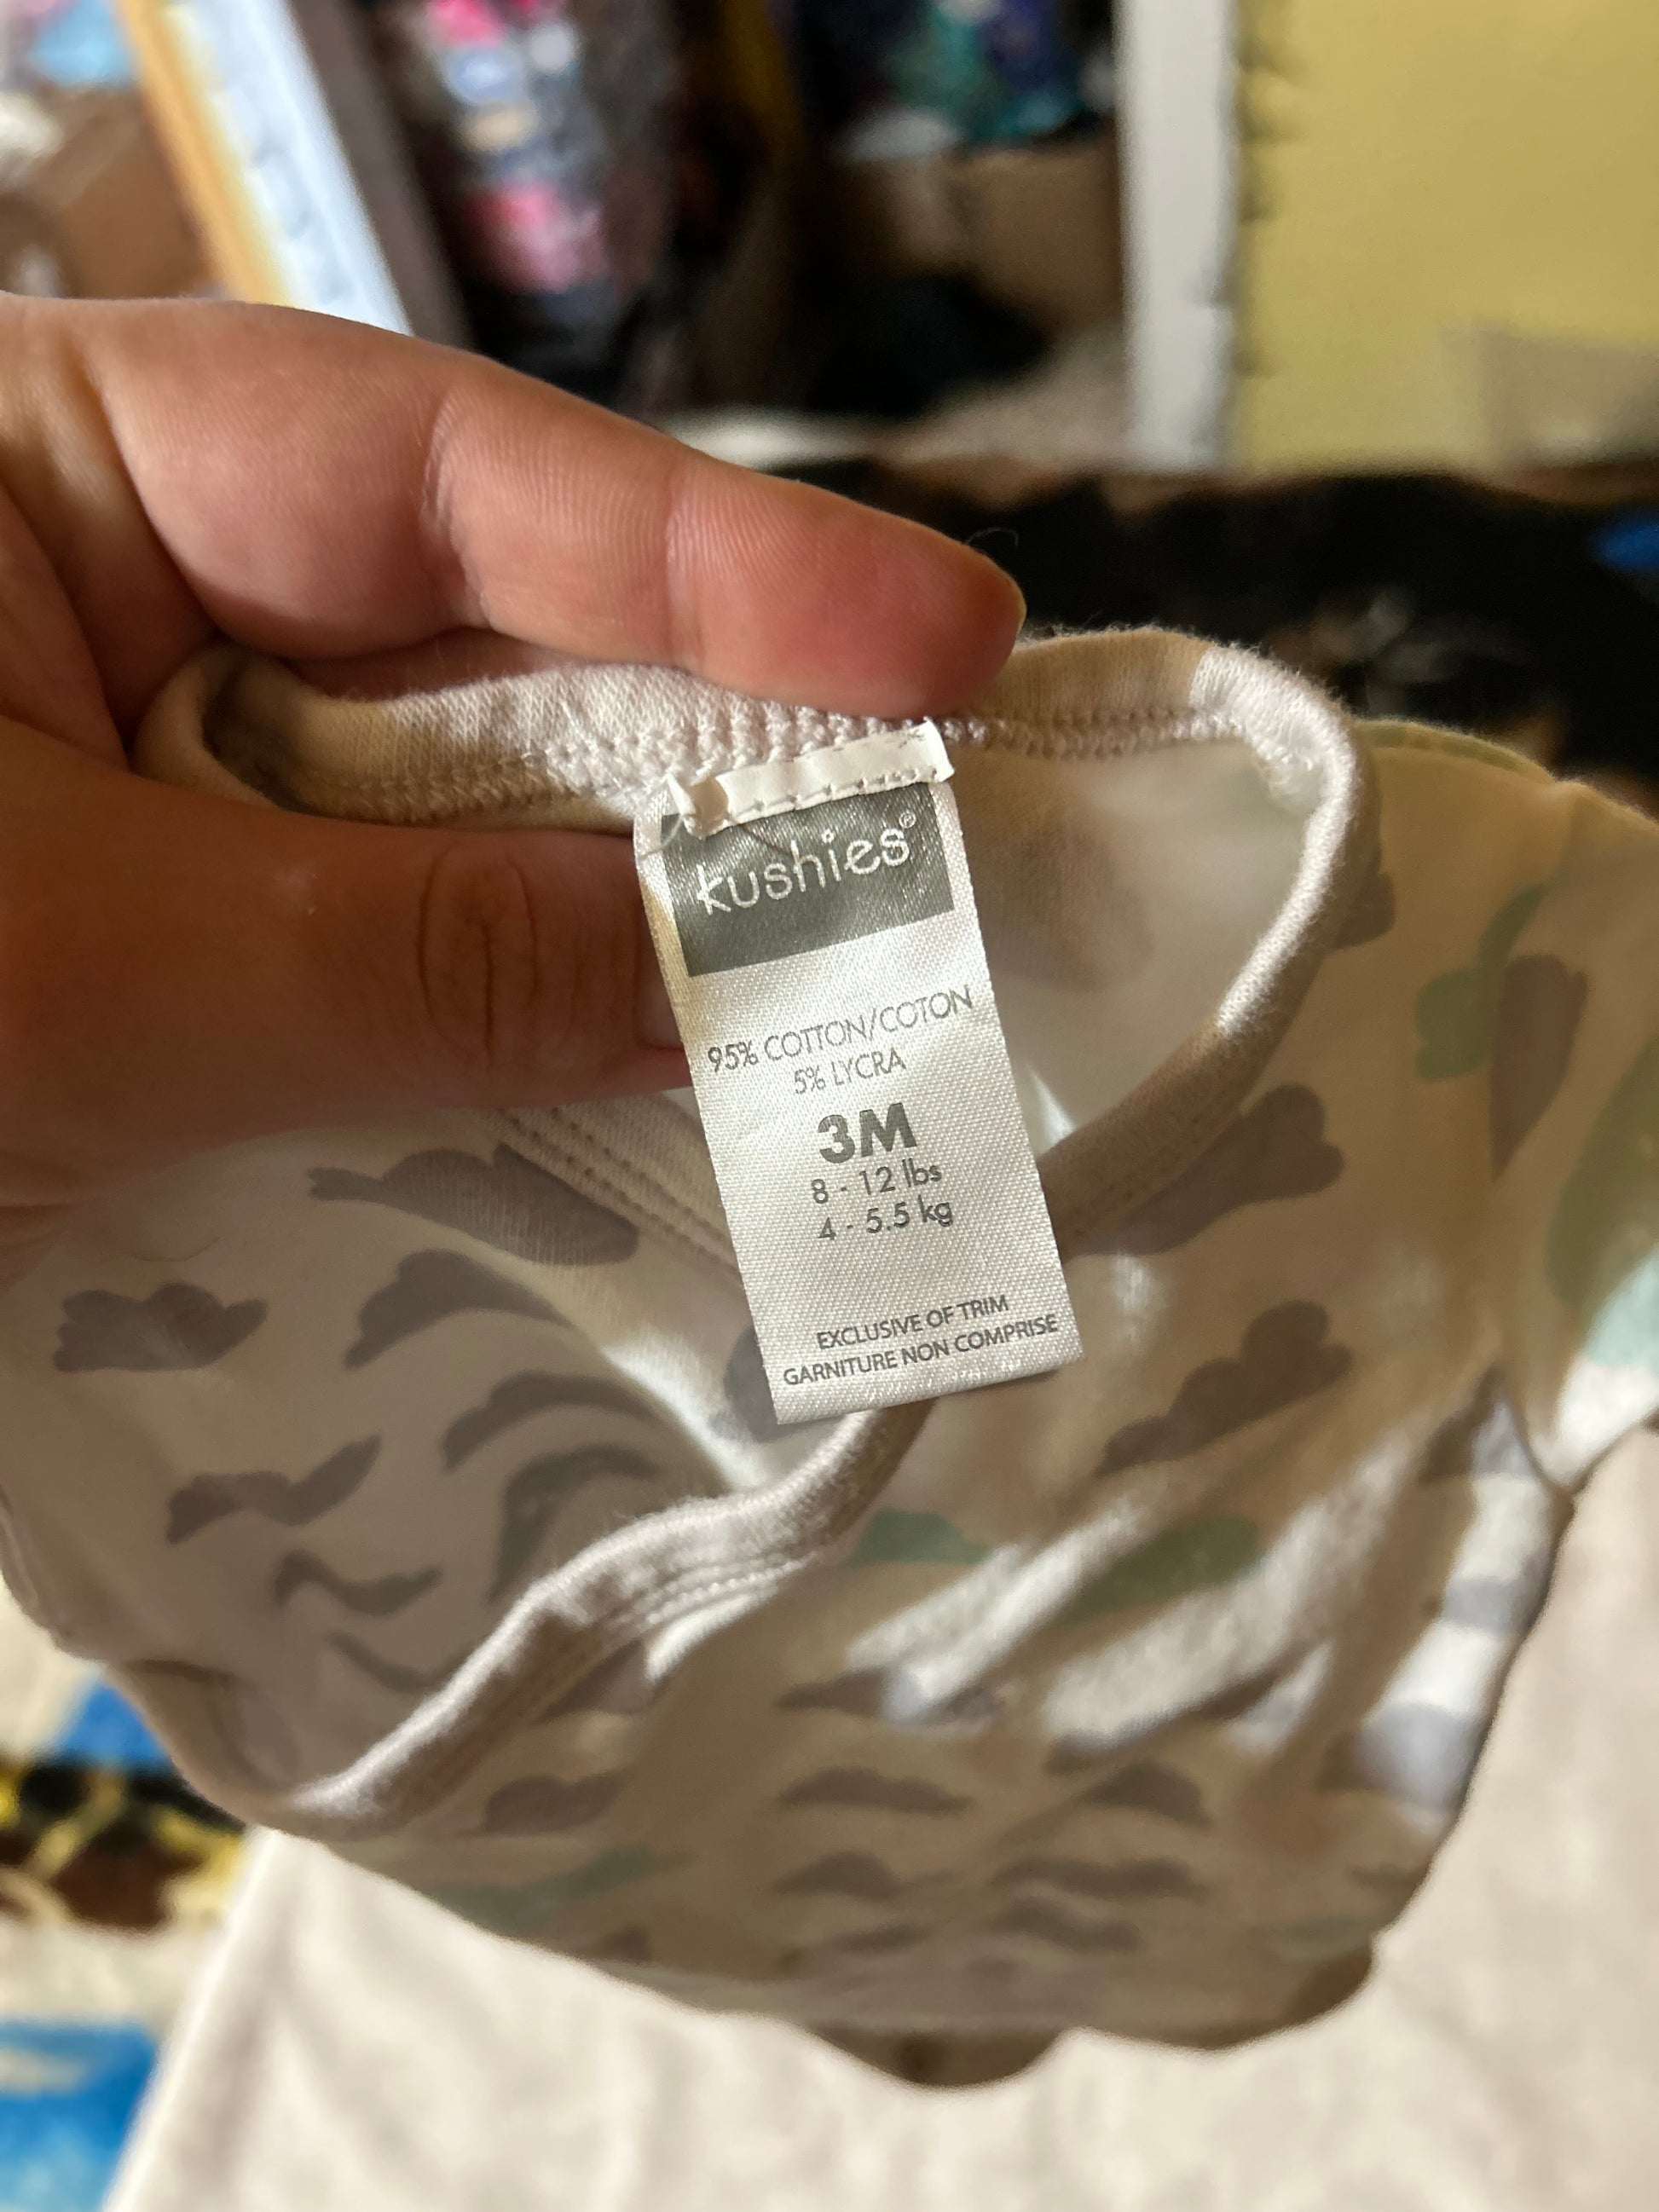 kushies®
95% COTTON/COTON
5% LYCRA
3M
8 - 12 lbs
4 - 5.5 kg
EXCLUSIVE OF TRIM
GARNITURE NON COMPRISE